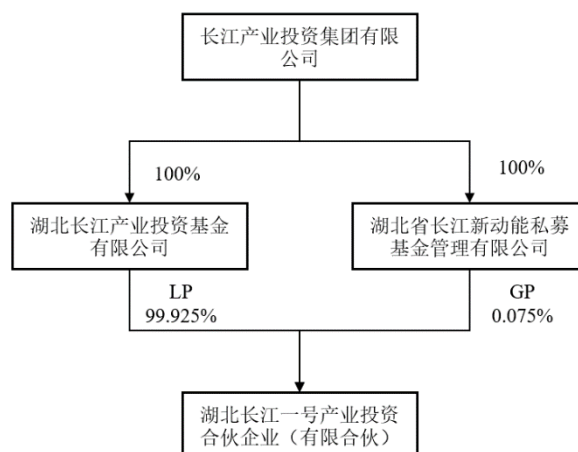 长江产业投资集团有限
公司
100%
100%
湖北长江产业投资基金
有限公司
湖北省长江新动能私募
基金管理有限公司
LP
99.925%
GP
0.075%
湖北长江一号产业投资
合伙企业（有限合伙）